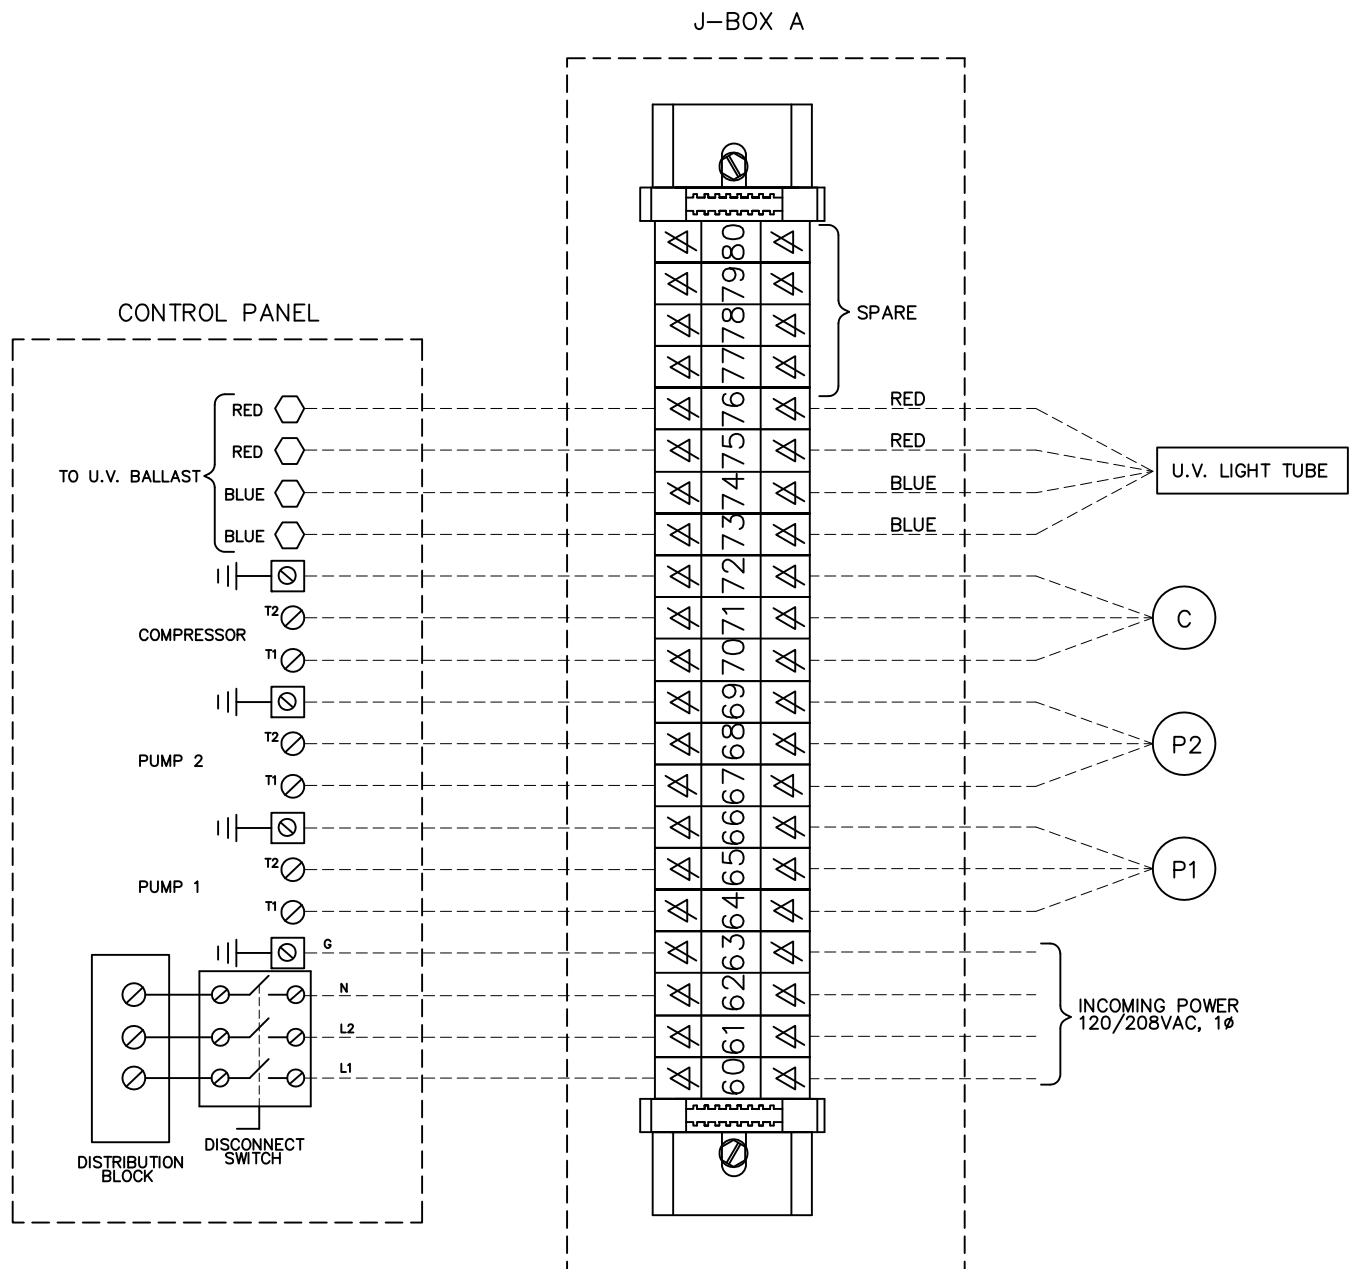 J-BOX A
CONTROL PANEL
80
79
SPARE
78
77
RED
76
RED
RED
75
RED
TO U.V. BALLAST
U.V. LIGHT TUBE
BLUE
74
BLUE
BLUE
73
BLUE
72
T2
71
C
COMPRESSOR
T1
70
69
T2
68
P2
PUMP 2
T1
67
66
T2
65
P1
PUMP 1
T1
64
G
63
N
62
INCOMING POWER
120/208VAC, 1ø
L2
61
L1
60
DISCONNECT
SWITCH
DISTRIBUTION
BLOCK